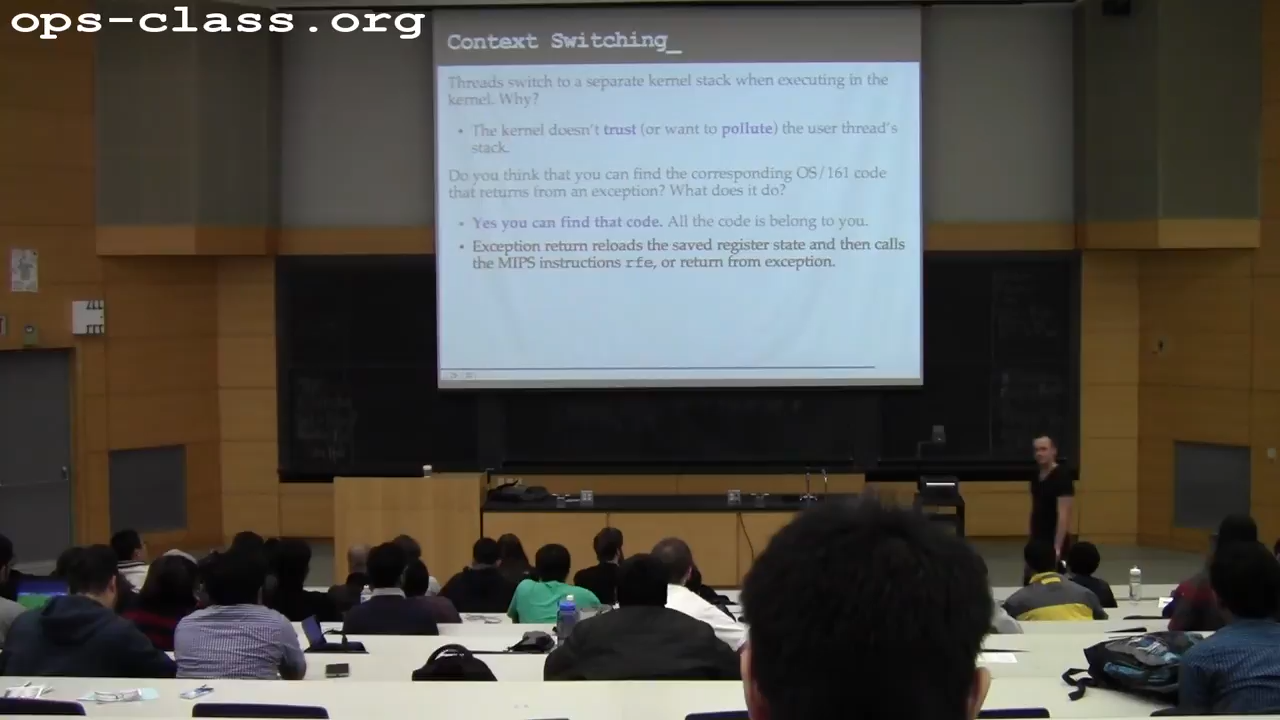 ops-class.org
Context Switching_
Threads switch to a separate kernel stack when executing in the
kernel. Why?
• The kernel doesn't trust (or want to pollute) the user thread's
stack.
Do you think that you can find the corresponding OS/161 code
that returns from an exception? What does it do?
• Yes you can find that code. All the code is belong to you.
• Exception return reloads the saved register state and then calls
the MIPS instructions rfe, or return from exception.